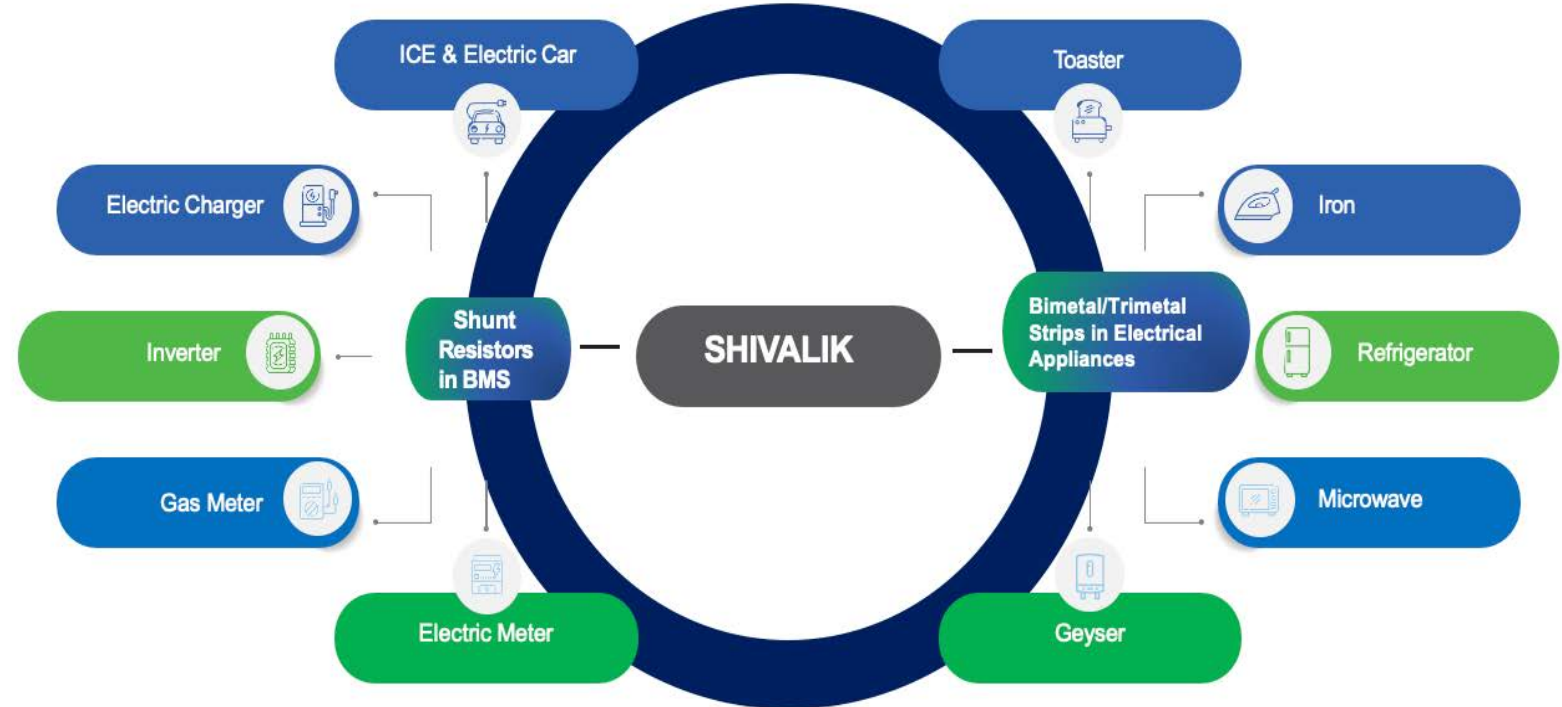 ICE & Electric Car
Toaster
Electric Charger
Iron
Shunt
Resistors
in BMS
SHIVALIK
Bimetal/Trimetal
Strips in Electrical
Appliances
Inverter
Refrigerator
Gas Meter
Microwave
Electric Meter
Geyser